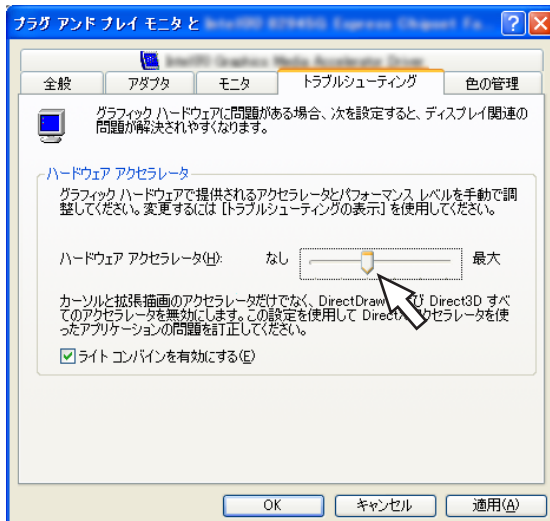 プラグ アンド プレイ モニタ と
全般 アダプタ モニタ トラブルシューティング 色の管理
グラフィック ハードウェアに問題がある場合、次を設定すると、ディスプレイ関連の
問題が解決されやすくなります。
ハードウェア アクセラレータ
グラフィック ハードウェアで提供されるアクセラレータとパフォーマンス レベルを手動で調
整してください。変更するには [トラブルシューティングの表示] を使用してください。
ハードウェア アクセラレータ(H): なし 最大
カーソルと拡張描画のアクセラレータだけでなく、DirectDraw び Direct3D すべ
てのアクセラレータを無効にします。この設定を使用して Direct セラレータを使
ったアプリケーションの問題を訂正してください。
ライト コンバインを有効にする(E)
OK キャンセル 適用(A)